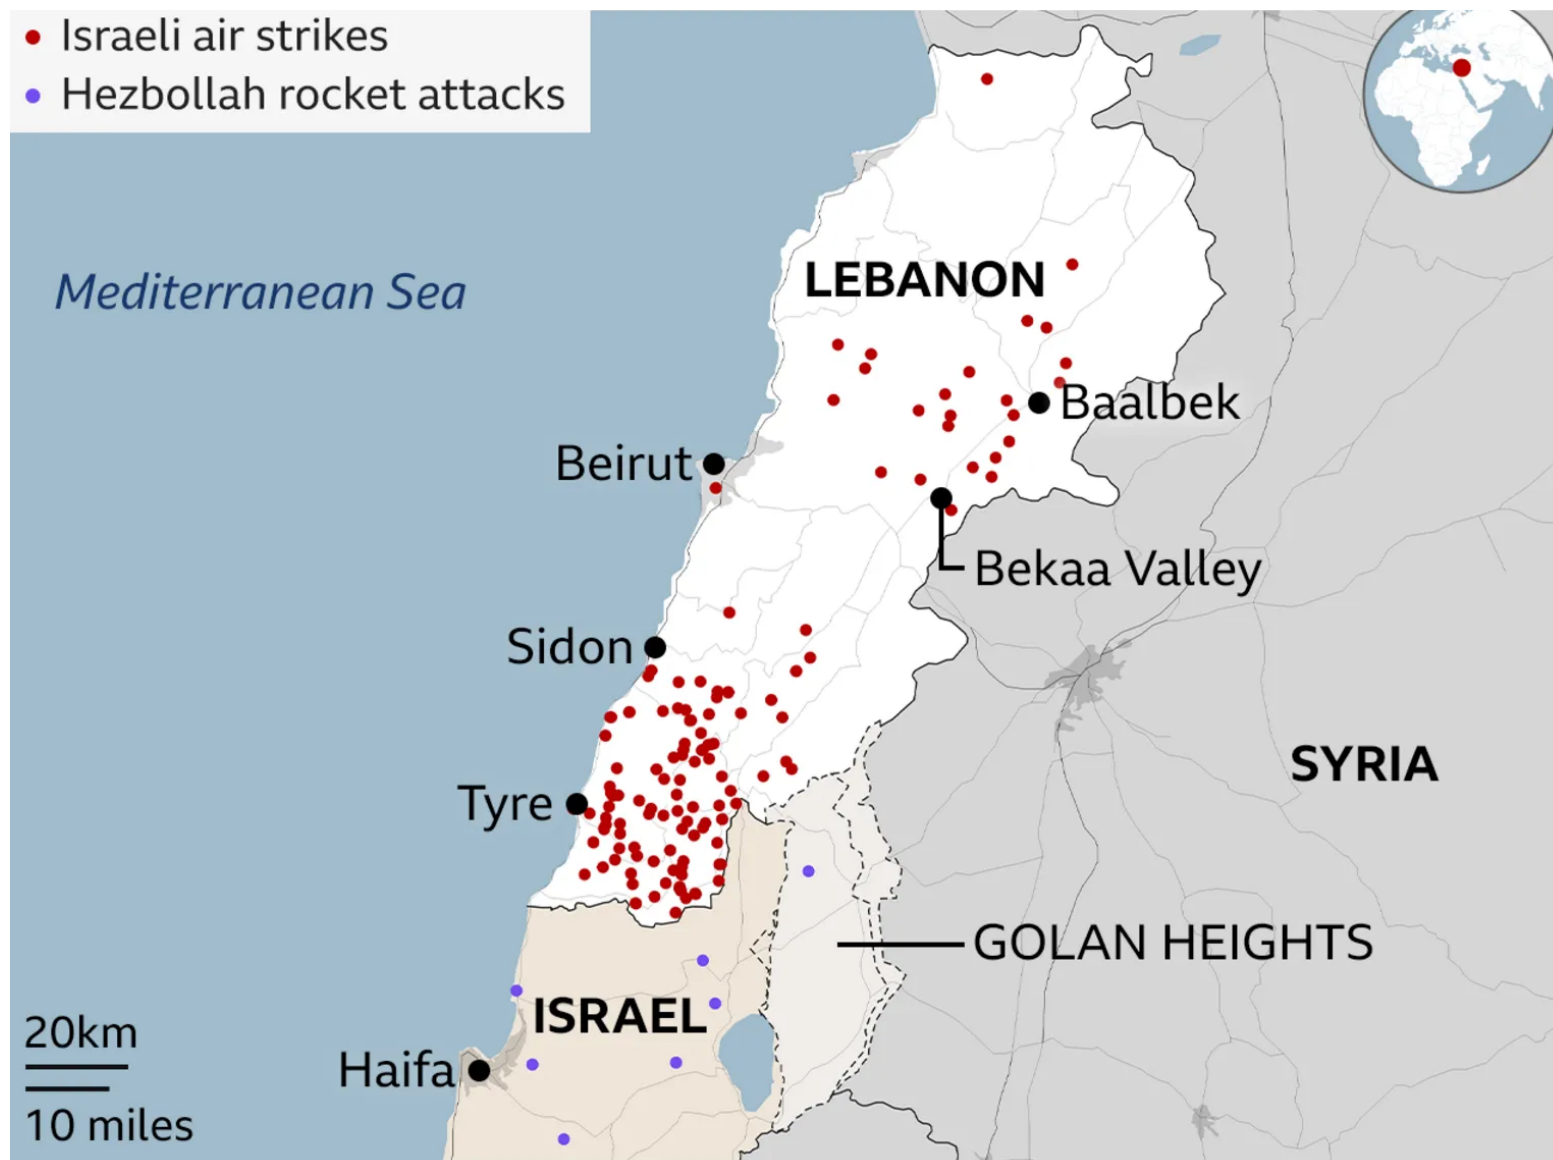 Israeli air strikes
Hezbollah rocket attacks
Mediterranean Sea
LEBANON
Baalbek
Beirut
Bekaa Valley
Sidon
SYRIA
Tyre
GOLAN HEIGHTS
ISRAEL
20km
Haifa
10 miles